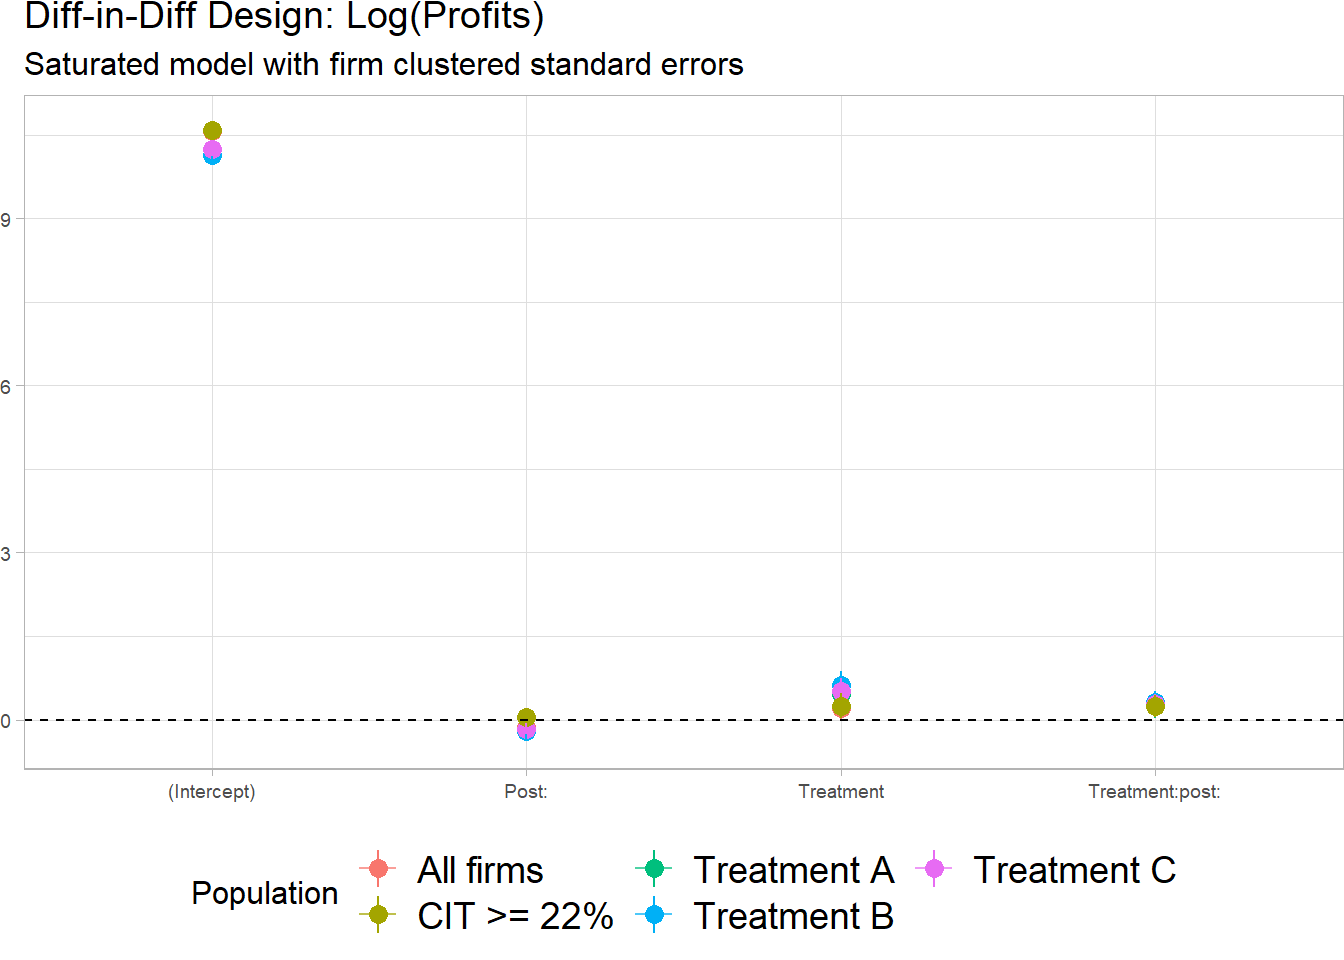 Diff-in-Diff Design: Log(Profits)
Saturated model with firm clustered standard errors
9
6
3
0
(Intercept) Post: Treatment Treatment:post:
Population
All firms Treatment A Treatment C
CIT >= 22% Treatment B